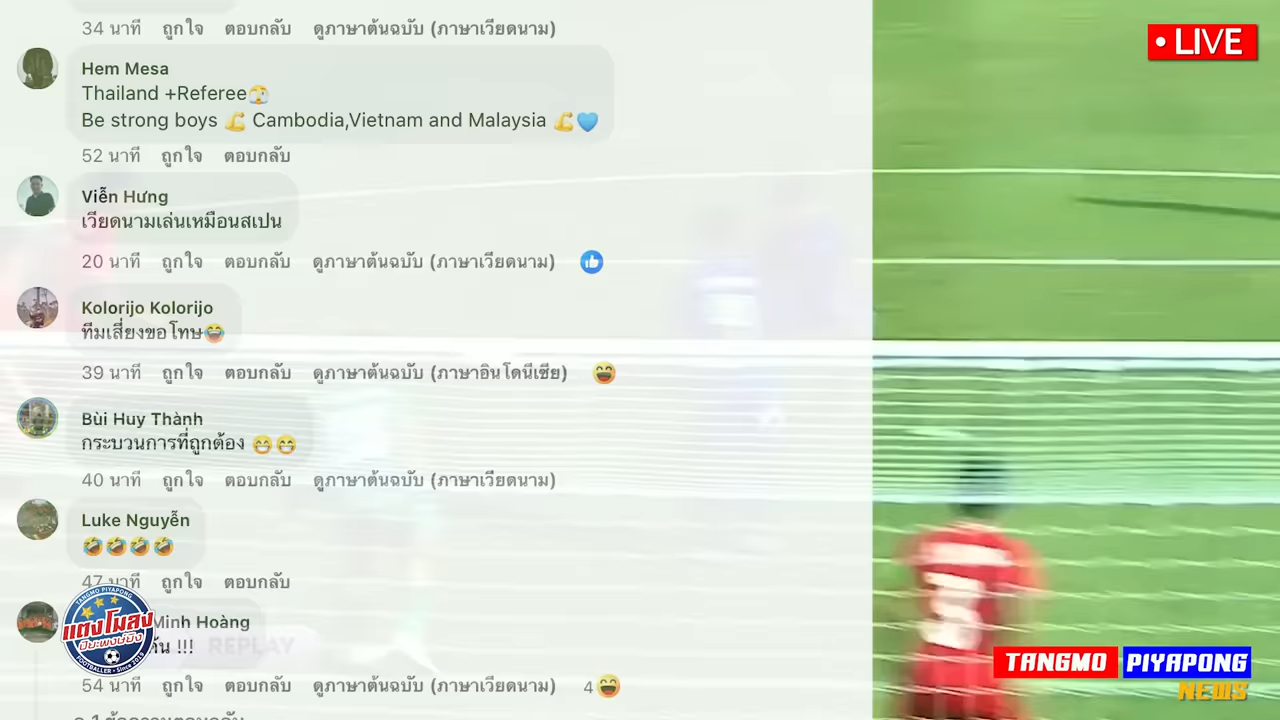 34 นาที ถูกใจ ตอบกลับ ดูภาษาต้นฉบับ (ภาษาเวียดนาม)
LIVE
Hem Mesa
Thailand +Referee🫣
Be strong boys 💪 Cambodia,Vietnam and Malaysia 💪🩵
52 นาที ถูกใจ ตอบกลับ
Viễn Hưng
เวียดนามเล่นเหมือนสเปน
20 นาที ถูกใจ ตอบกลับ ดูภาษาต้นฉบับ (ภาษาเวียดนาม)
Kolorijo Kolorijo
ทีมเสี่ยงขอโทษ😂
39 นาที ถูกใจ ตอบกลับ ดูภาษาต้นฉบับ (ภาษาอินโดนีเซีย)
Bùi Huy Thành
กระบวนการที่ถูกต้อง 😁😁
40 นาที ถูกใจ ตอบกลับ ดูภาษาต้นฉบับ (ภาษาเวียดนาม)
Luke Nguyễn
🤣🤣🤣🤣
47 นาที ถูกใจ ตอบกลับ
Minh Hoàng
กัน !!!
REPLAY
54 นาที ถูกใจ ตอบกลับ ดูภาษาต้นฉบับ (ภาษาเวียดนาม) 4
TANGMO PIYAPONG
แตงโมลง
ปิยะพงษ์ยิง
FOOTBALLER
TANGMO PIYAPONG
NEWS